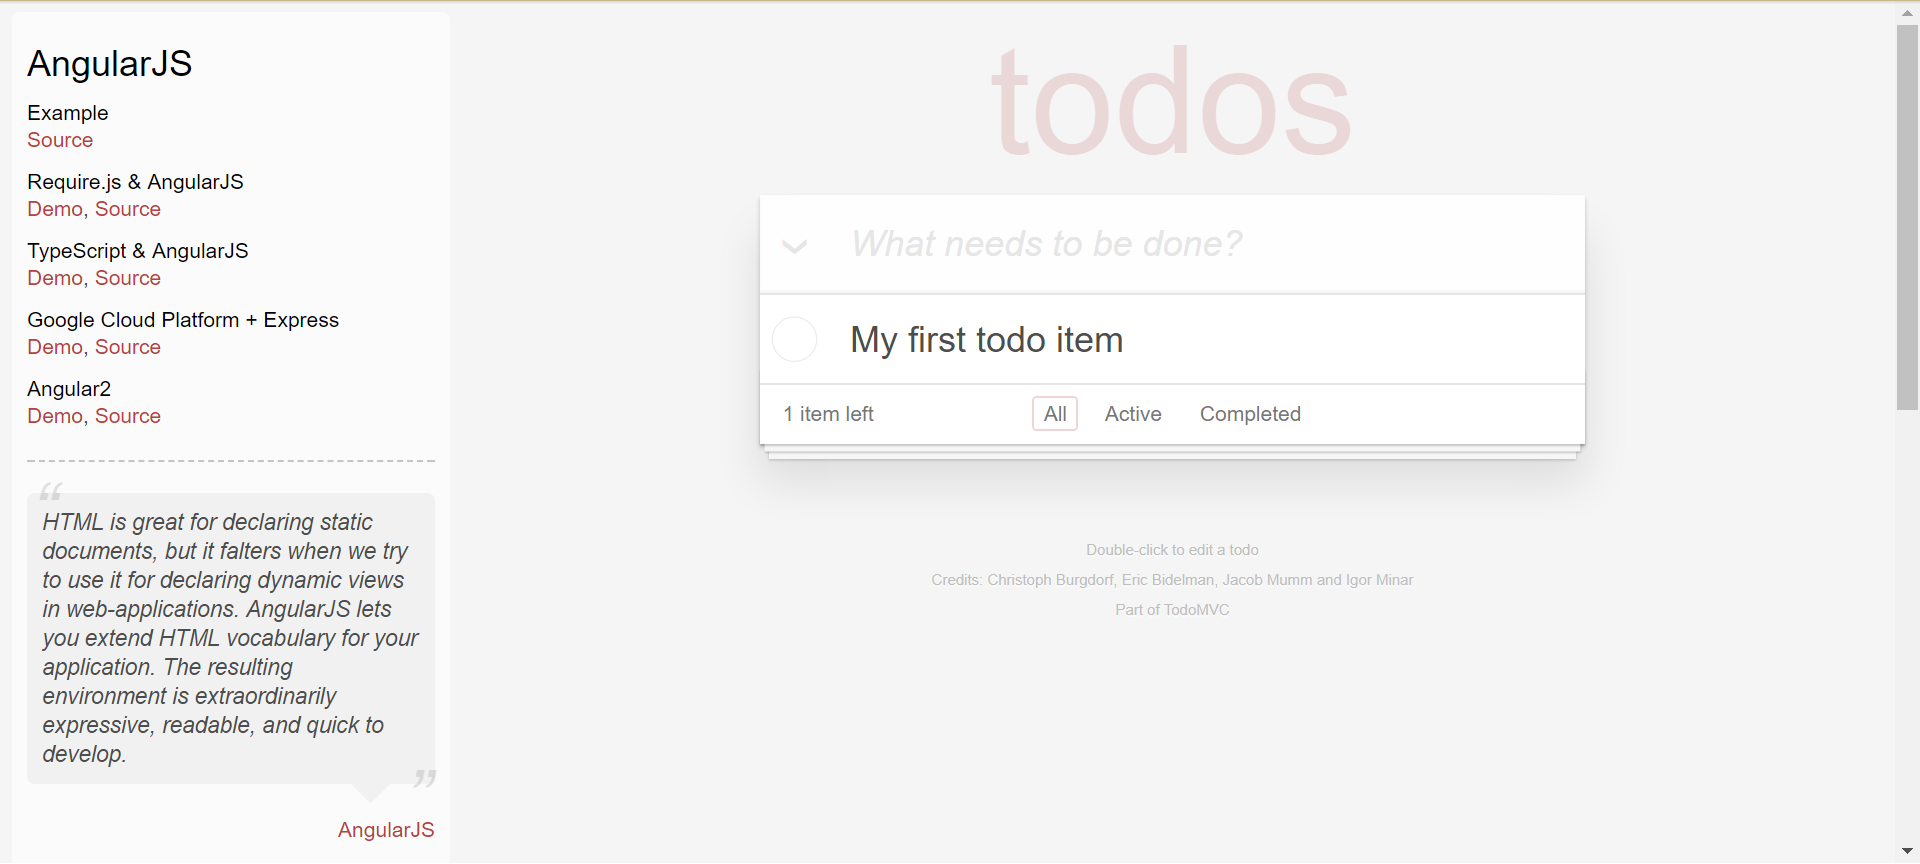 AngularJS
Example
Source
Require.js & AngularJS
Demo, Source
TypeScript & AngularJS
Demo, Source
Google Cloud Platform + Express
Demo, Source
Angular2
Demo, Source
“
HTML is great for declaring static
documents, but it falters when we try
to use it for declaring dynamic views
in web-applications. AngularJS lets
you extend HTML vocabulary for your
application. The resulting
environment is extraordinarily
expressive, readable, and quick to
develop.
”
AngularJS
todos
What needs to be done?
My first todo item
1 item left
All Active Completed
Double-click to edit a todo
Credits: Christoph Burgdorf, Eric Bidelman, Jacob Mumm and Igor Minar
Part of TodoMVC